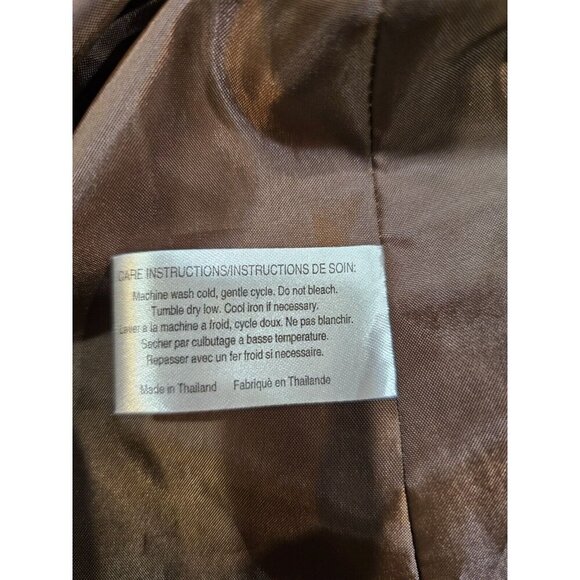 CARE INSTRUCTIONS/INSTRUCTIONS DE SOIN:
Machine wash cold, gentle cycle. Do not bleach.
Tumble dry low. Cool iron if necessary.
Laver a la machine a froid, cycle doux. Ne pas blanchir.
Secher par culbutage a basse temperature.
Repasser avec un fer froid si necessaire.
Made in Thailand Fabriquè en Thailande